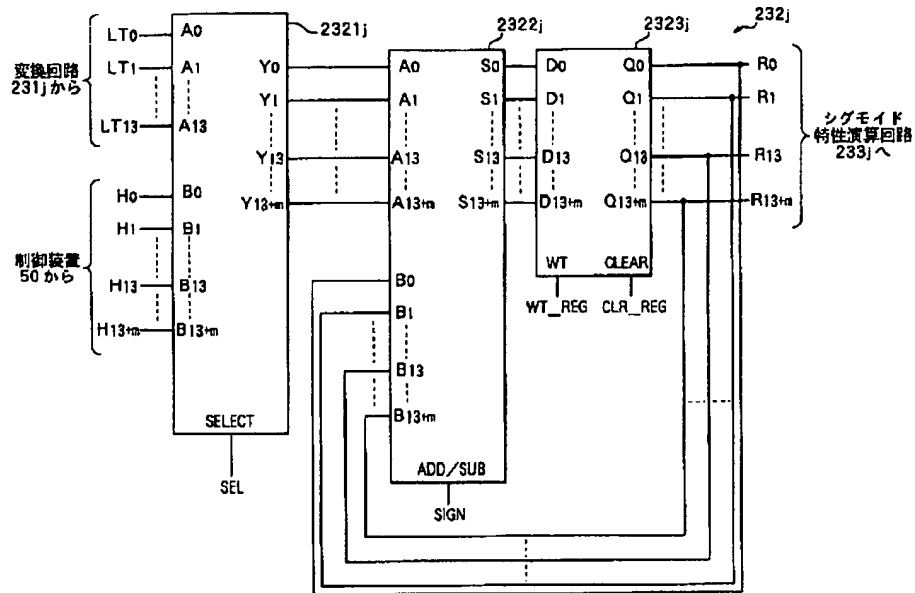 2321j
2322j
2323j
232j
変換回路
231jから
LT0
LT1
LT13
A0
A1
A13
制御装置
50から
H0
H1
H13
H13+m
B0
B1
B13
B13+m
Y0
Y1
Y13
Y13+m
SELECT
SEL
A0
A1
A13
A13+m
B0
B1
B13
B13+m
S0
S1
S13
S13+m
ADD/SUB
SIGN
D0
D1
D13
D13+m
Q0
Q1
Q13
Q13+m
WT
CLEAR
WT_REG
CLR_REG
R0
R1
R13
R13+m
シグモイド
特性演算回路
233jへ